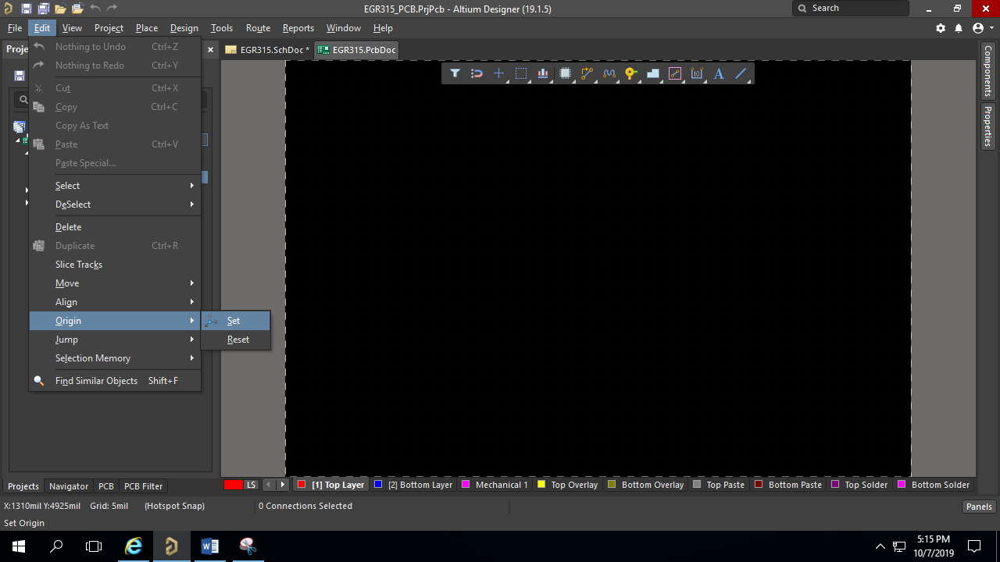 EGR315_PCB.PrjPcb - Altium Designer (19.1.5)
Search
File Edit View Project Place Design Tools Route Reports Window Help
Nothing to Undo Ctrl+Z
Nothing to Redo Ctrl+Y
Cut Ctrl+X
Copy Ctrl+C
Copy As Text
Paste Ctrl+V
Paste Special...
Select
DeSelect
Delete
Duplicate Ctrl+R
Slice Tracks
Move
Align
Origin
Jump
Selection Memory
Find Similar Objects Shift+F
Set
Reset
EGR315.SchDoc * EGR315.PcbDoc
A
Components
Properties
Projects Navigator PCB PCB Filter
LS [1] Top Layer [2] Bottom Layer Mechanical 1 Top Overlay Bottom Overlay Top Paste Bottom Paste Top Solder Bottom Solder
X:1310mil Y:4925mil Grid: 5mil (Hotspot Snap) 0 Connections Selected Panels
Set Origin
5:15 PM
10/7/2019